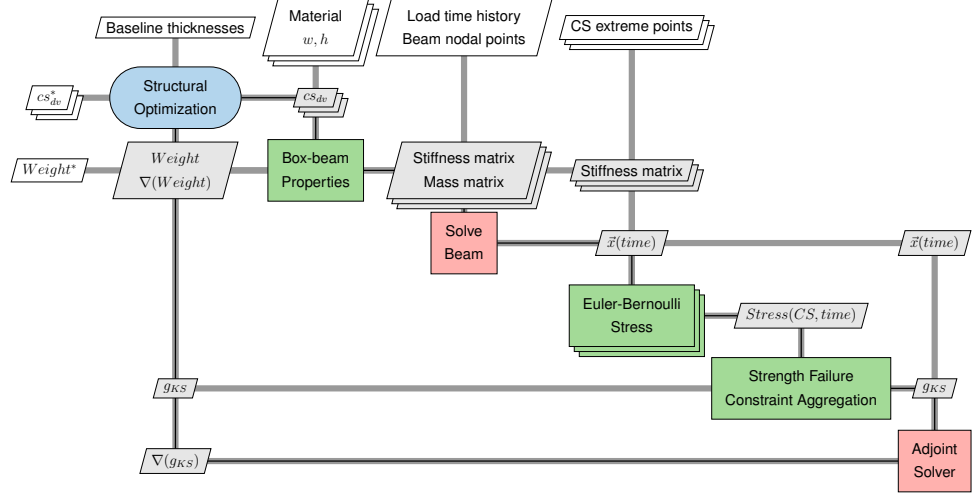 Baseline thicknesses
Material
w, h
Load time history
Beam nodal points
CS extreme points
cs*dv
Structural
Optimization
csdv
Weight*
Weight
∇(Weight)
Box-beam
Properties
Stiffness matrix
Mass matrix
Stiffness matrix
Solve
Beam
x⃗(time)
x⃗(time)
Euler-Bernoulli
Stress
Stress(CS, time)
gKS
Strength Failure
Constraint Aggregation
gKS
∇(gKS)
Adjoint
Solver